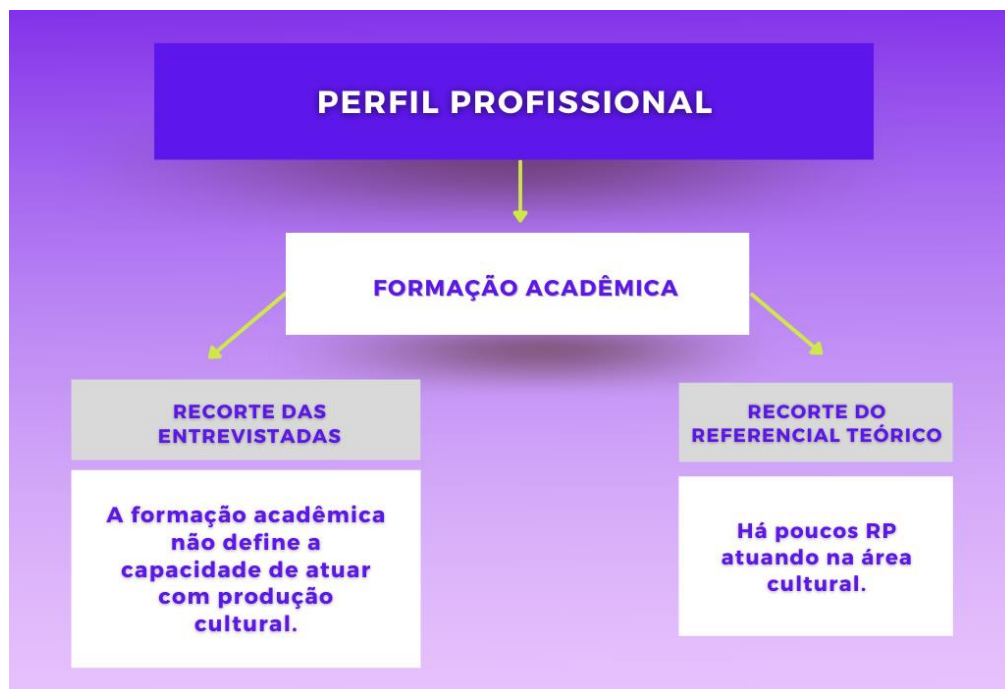 PERFIL PROFISSIONAL
FORMAÇÃO ACADÊMICA
RECORTE DAS
ENTREVISTADAS
A formação acadêmica
não define a
capacidade de atuar
com produção
cultural.
RECORTE DO
REFERENCIAL TEÓRICO
Há poucos RP
atuando na área
cultural.